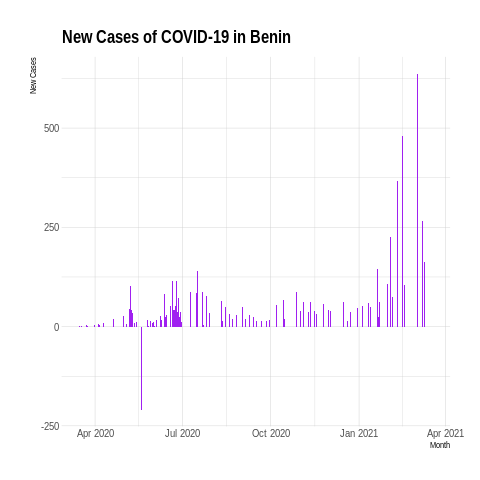 New Cases of COVID-19 in Benin
New Cases
500
250
0
-250
Apr 2020 Jul 2020 Oct 2020 Jan 2021 Apr 2021
Month